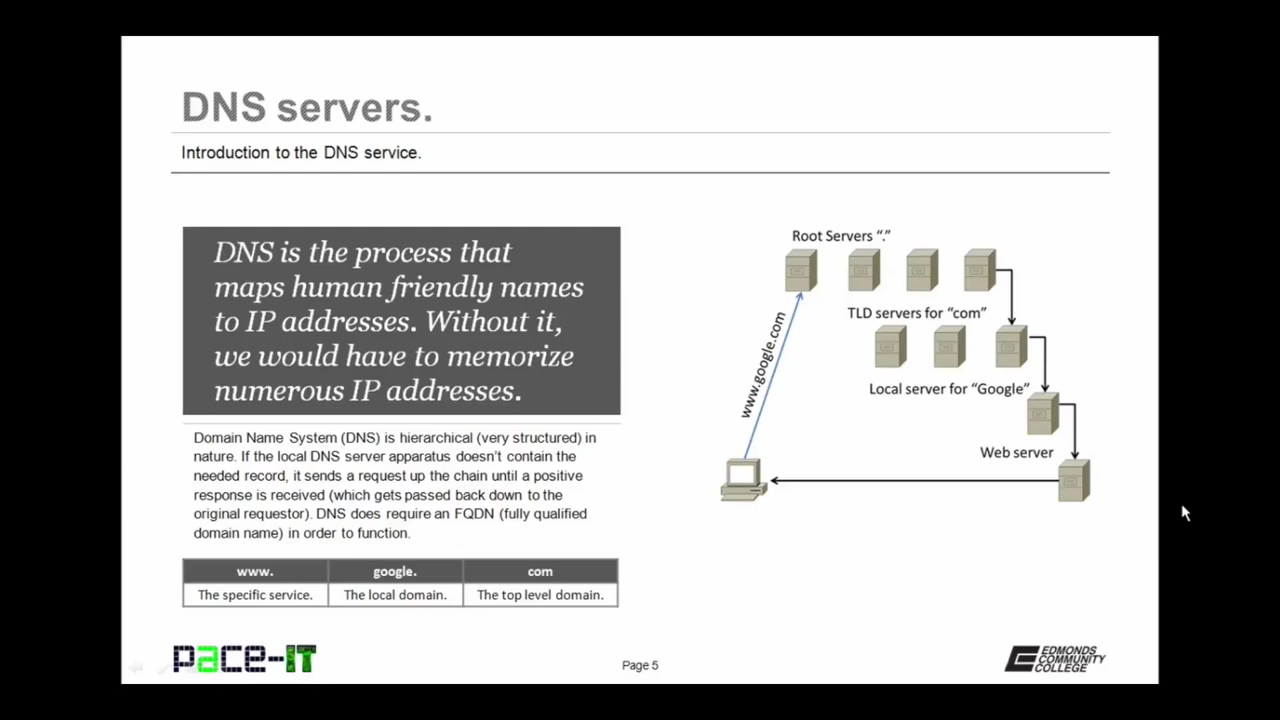 DNS servers.
Introduction to the DNS service.
DNS is the process that
maps human friendly names
to IP addresses. Without it,
we would have to memorize
numerous IP addresses.
Domain Name System (DNS) is hierarchical (very structured) in
nature. If the local DNS server apparatus doesn't contain the
needed record, it sends a request up the chain until a positive
response is received (which gets passed back down to the
original requestor). DNS does require an FQDN (fully qualified
domain name) in order to function.
www. google. com
The specific service. The local domain. The top level domain.
Root Servers “.”
TLD servers for “com”
www.google.com
Local server for “Google”
Web server
pace-IT
Page 5
EDMONDS
COMMUNITY
COLLEGE